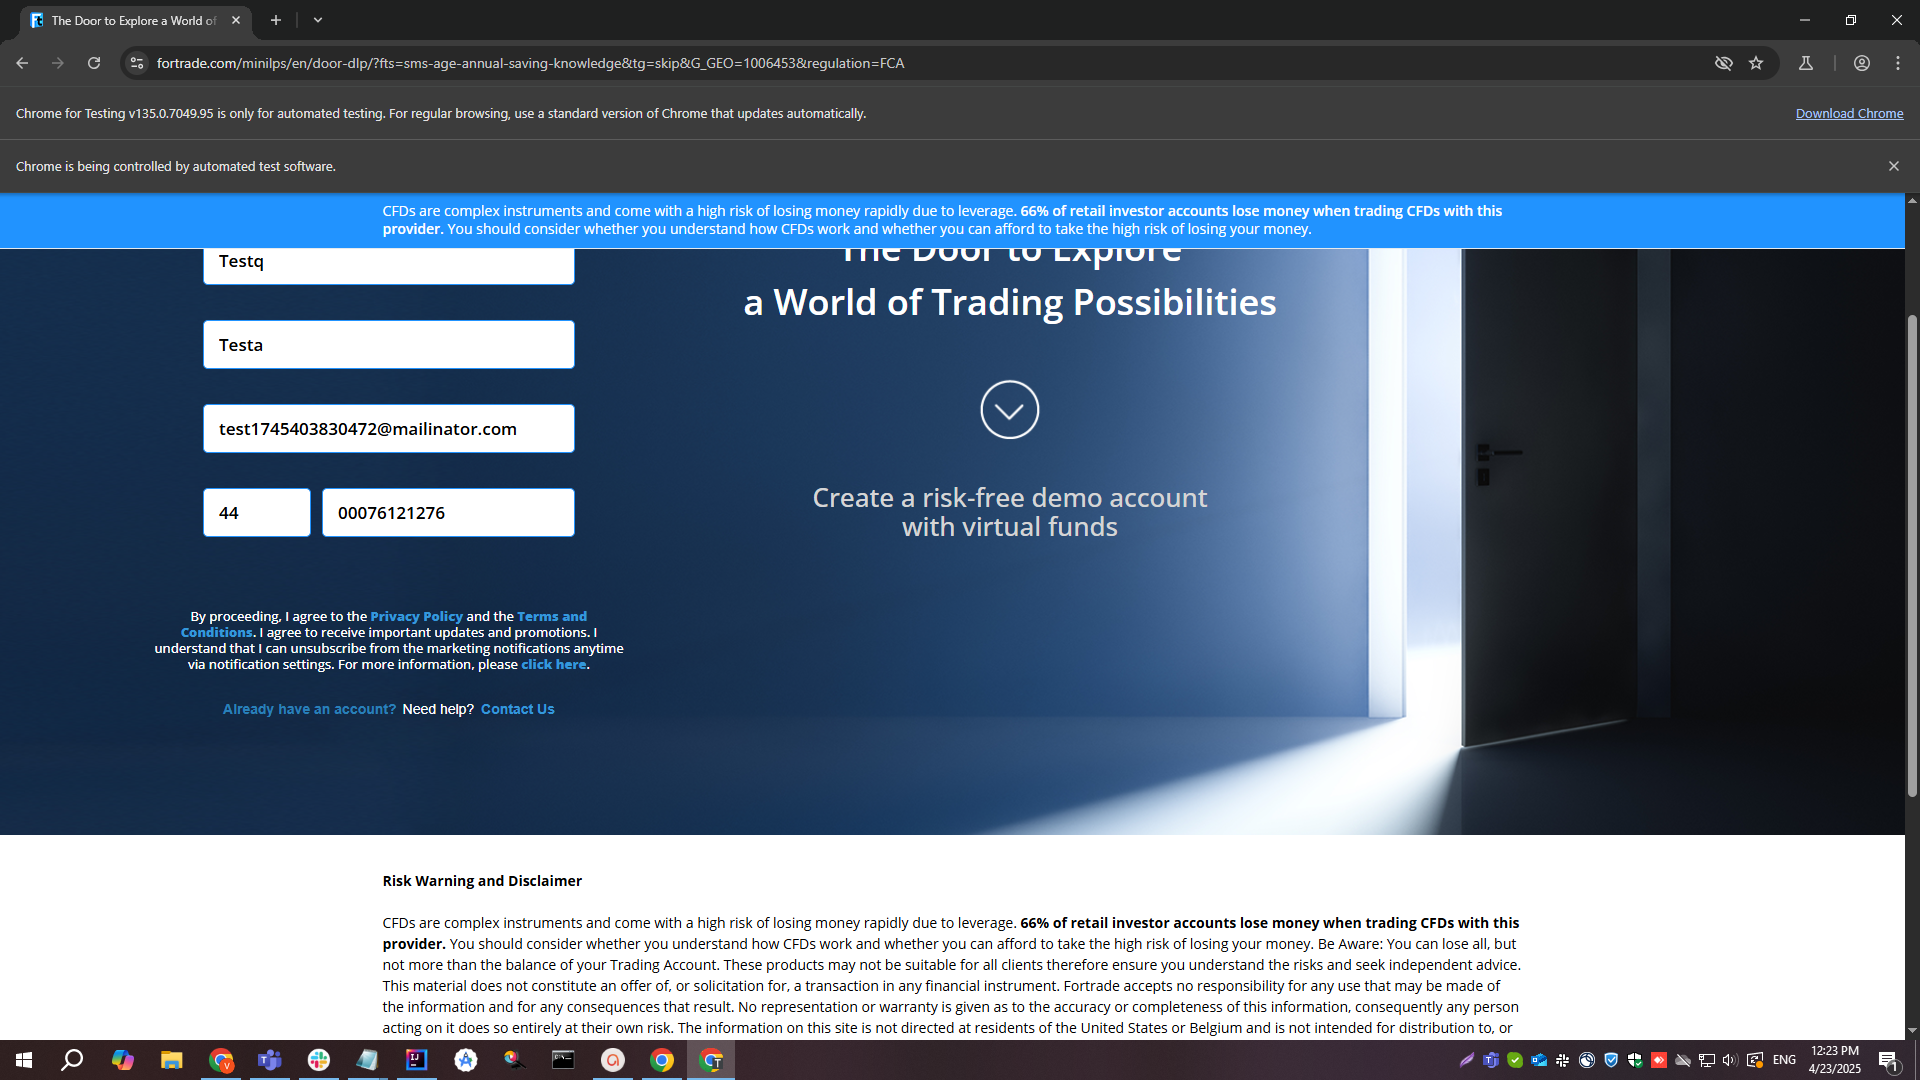 The Door to Explore a World of
fortrade.com/minilps/en/door-dlp/?fts=sms-age-annual-saving-knowledge&tg=skip&G_GEO=1006453&regulation=FCA
Chrome for Testing v135.0.7049.95 is only for automated testing. For regular browsing, use a standard version of Chrome that updates automatically.
Download Chrome
Chrome is being controlled by automated test software.
CFDs are complex instruments and come with a high risk of losing money rapidly due to leverage. 66% of retail investor accounts lose money when trading CFDs with this
provider. You should consider whether you understand how CFDs work and whether you can afford to take the high risk of losing your money.
Testq
Testa
test1745403830472@mailinator.com
44
00076121276
By proceeding, I agree to the Privacy Policy and the Terms and
Conditions. I agree to receive important updates and promotions. I
understand that I can unsubscribe from the marketing notifications anytime
via notification settings. For more information, please click here.
Already have an account? Need help? Contact Us
The Door to Explore
a World of Trading Possibilities
Create a risk-free demo account
with virtual funds
Risk Warning and Disclaimer
CFDs are complex instruments and come with a high risk of losing money rapidly due to leverage. 66% of retail investor accounts lose money when trading CFDs with this
provider. You should consider whether you understand how CFDs work and whether you can afford to take the high risk of losing your money. Be Aware: You can lose all, but
not more than the balance of your Trading Account. These products may not be suitable for all clients therefore ensure you understand the risks and seek independent advice.
This material does not constitute an offer of, or solicitation for, a transaction in any financial instrument. Fortrade accepts no responsibility for any use that may be made of
the information and for any consequences that result. No representation or warranty is given as to the accuracy or completeness of this information, consequently any person
acting on it does so entirely at their own risk. The information on this site is not directed at residents of the United States or Belgium and is not intended for distribution to, or
ENG
12:23 PM
4/23/2025
1